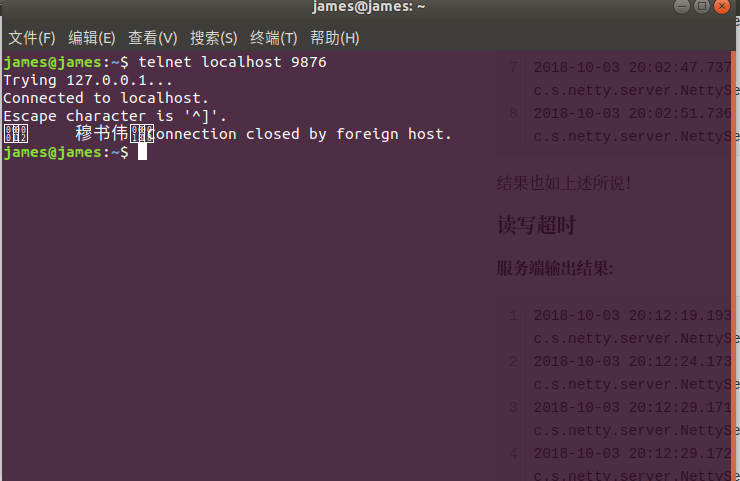 james@james: ~
文件(F) 编辑(E) 查看(V) 搜索(S) 终端(T) 帮助(H)
james@james:~$ telnet localhost 9876
Trying 127.0.0.1...
Connected to localhost.
Escape character is '^]'.
穆书伟 Connection closed by foreign host.
james@james:~$
7 2018-10-03 20:02:47.737
c.s.netty.server.NettySe
8 2018-10-03 20:02:51.736
c.s.netty.server.NettySe
结果也如上述所说！
读写超时
服务端输出结果:
1 2018-10-03 20:12:19.193
c.s.netty.server.NettySe
2 2018-10-03 20:12:24.173
c.s.netty.server.NettySe
3 2018-10-03 20:12:29.171
c.s.netty.server.NettySe
4 2018-10-03 20:12:29.172
c.s.netty.server.NettySe